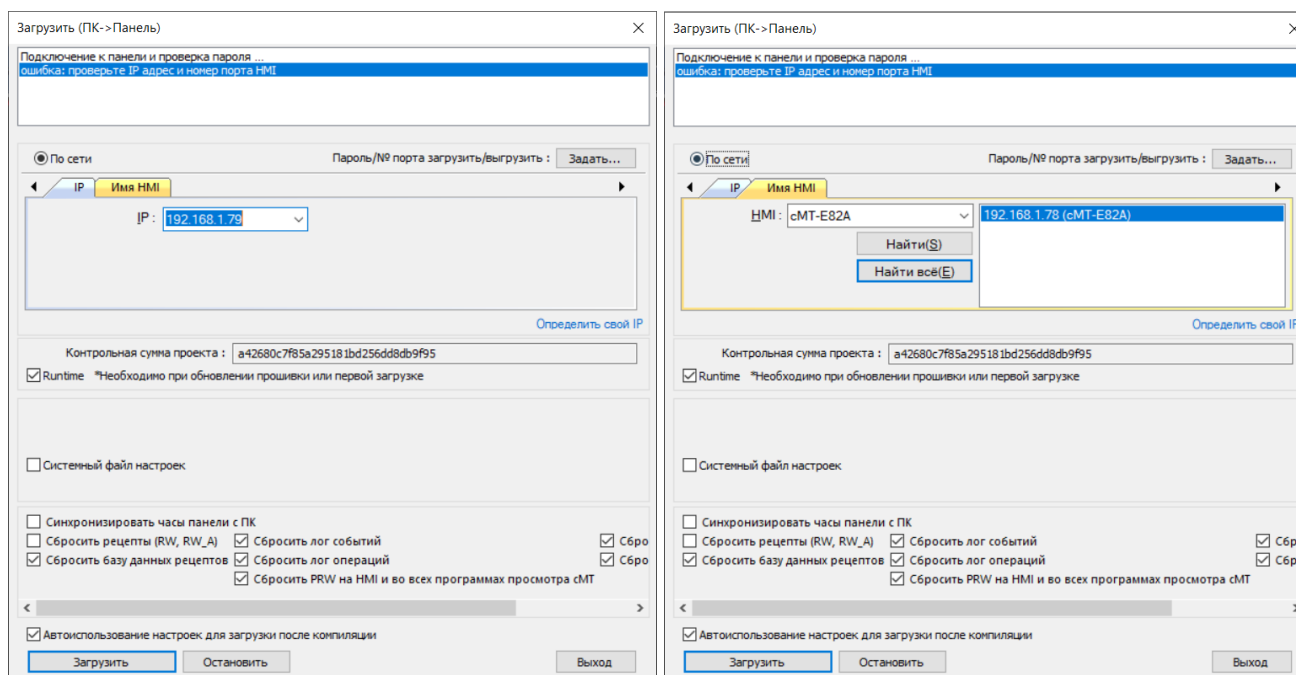 Загрузить (ПК->Панель)
Подключение к панели и проверка пароля ...
ошибка: проверьте IP адрес и номер порта HMI
По сети
Пароль/№ порта загрузить/выгрузить :
Задать...
IP
Имя HMI
IP :
192.168.1.79
Определить свой IP
Контрольная сумма проекта :
a42680c7f85a295181bd256dd8db9f95
Runtime *Необходимо при обновлении прошивки или первой загрузке
Системный файл настроек
Синхронизировать часы панели с ПК
Сбросить рецепты (RW, RW_A)
Сбросить лог событий
Сбро
Сбросить базу данных рецептов
Сбросить лог операций
Сбро
Сбросить PRW на HMI и во всех программах просмотра cMT
Автоиспользование настроек для загрузки после компиляции
Загрузить
Остановить
Выход
Загрузить (ПК->Панель)
Подключение к панели и проверка пароля ...
ошибка: проверьте IP адрес и номер порта HMI
По сети
Пароль/№ порта загрузить/выгрузить :
Задать...
IP
Имя HMI
HMI :
cMT-E82A
192.168.1.78 (cMT-E82A)
Найти(S)
Найти всё(E)
Определить свой IP
Контрольная сумма проекта :
a42680c7f85a295181bd256dd8db9f95
Runtime *Необходимо при обновлении прошивки или первой загрузке
Системный файл настроек
Синхронизировать часы панели с ПК
Сбросить рецепты (RW, RW_A)
Сбросить лог событий
Сбр
Сбросить базу данных рецептов
Сбросить лог операций
Сбр
Сбросить PRW на HMI и во всех программах просмотра cMT
Автоиспользование настроек для загрузки после компиляции
Загрузить
Остановить
Выход